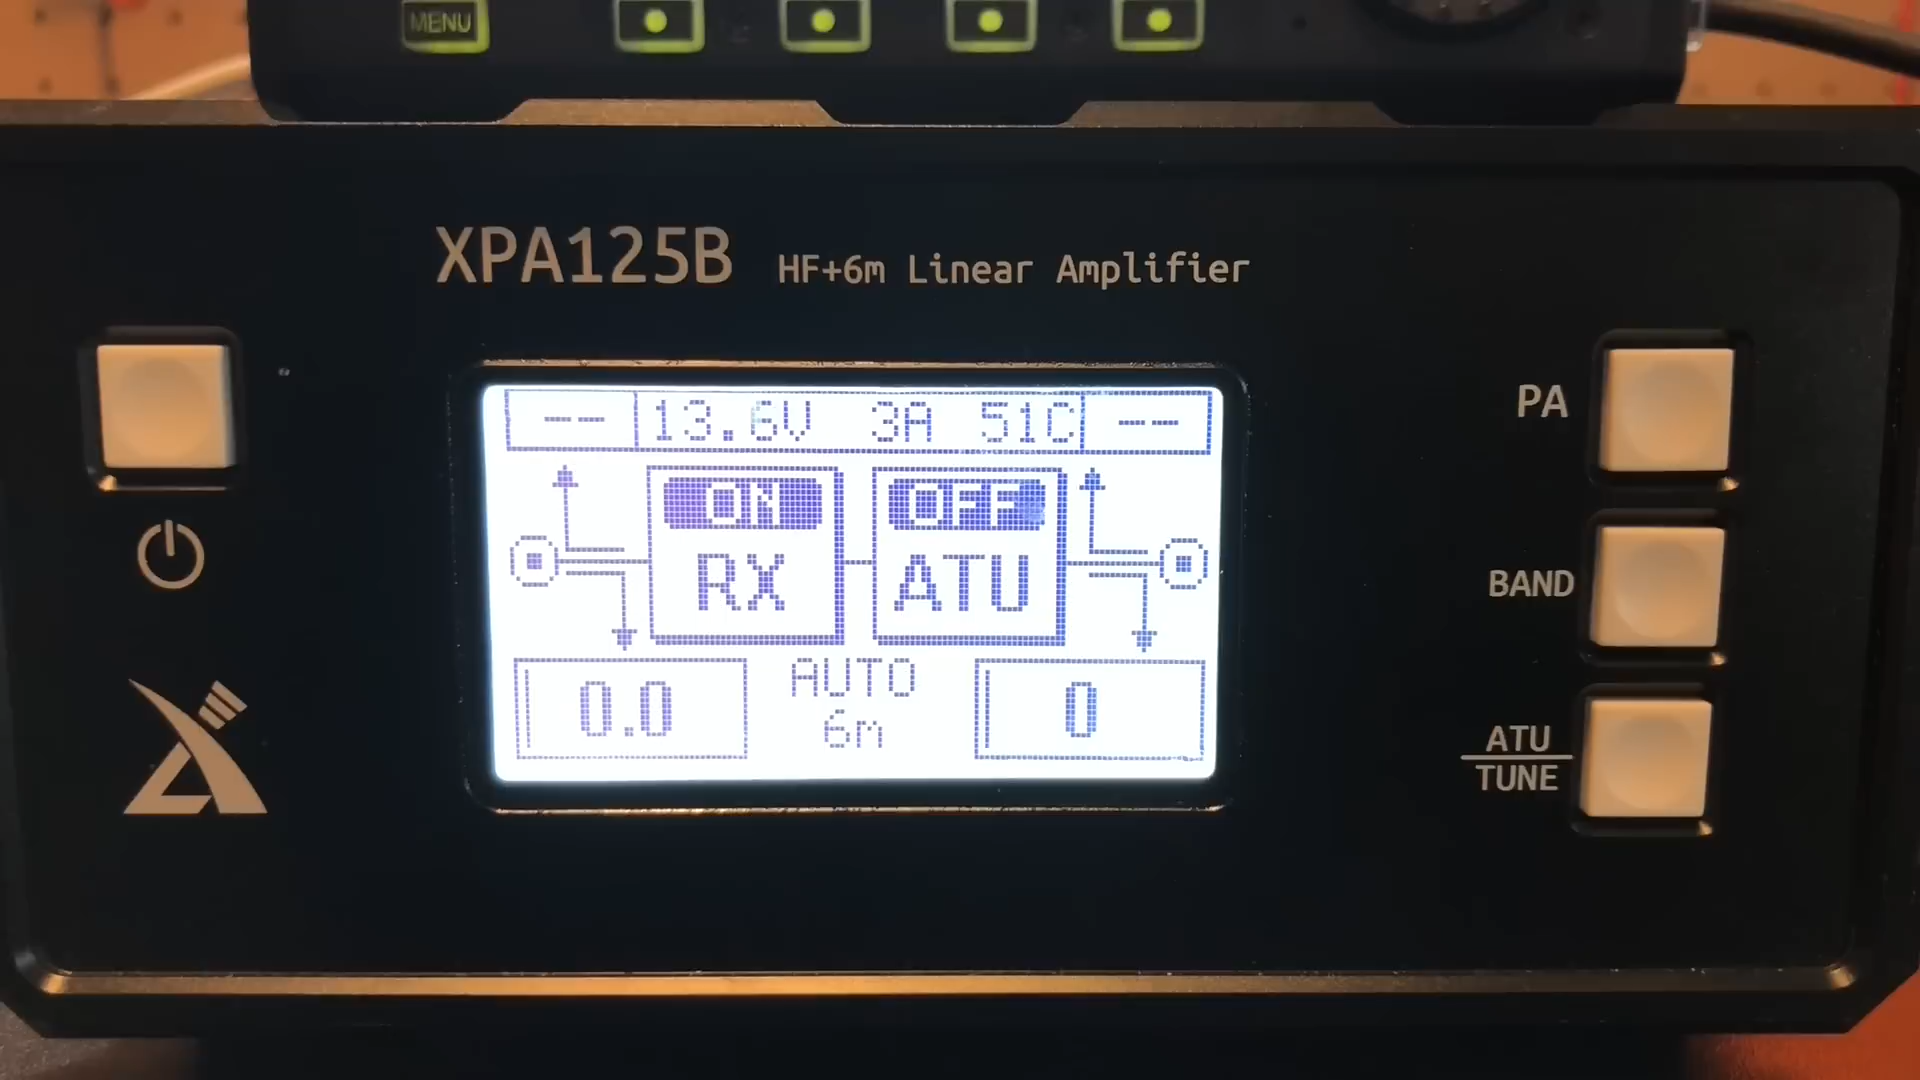 MENU
XPA125B HF+6m Linear Amplifier
-- 13.6V 3A 51C --
ON OFF
RX ATU
0.0 AUTO 0
6m
PA
BAND
ATU
TUNE